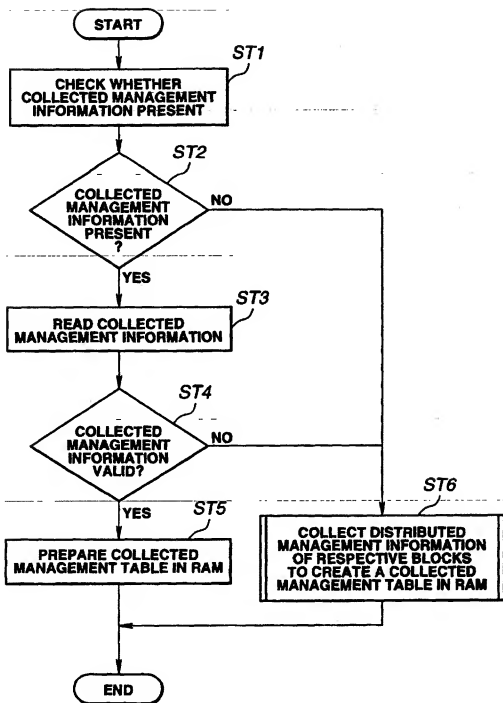 START
ST1
CHECK WHETHER
COLLECTED MANAGEMENT
INFORMATION PRESENT
ST2
COLLECTED
MANAGEMENT
INFORMATION
PRESENT
?
NO
YES
ST3
READ COLLECTED
MANAGEMENT INFORMATION
ST4
COLLECTED
MANAGEMENT
INFORMATION
VALID?
NO
YES
ST5
PREPARE COLLECTED
MANAGEMENT TABLE IN RAM
ST6
COLLECT DISTRIBUTED
MANAGEMENT INFORMATION
OF RESPECTIVE BLOCKS
TO CREATE A COLLECTED
MANAGEMENT TABLE IN RAM
END